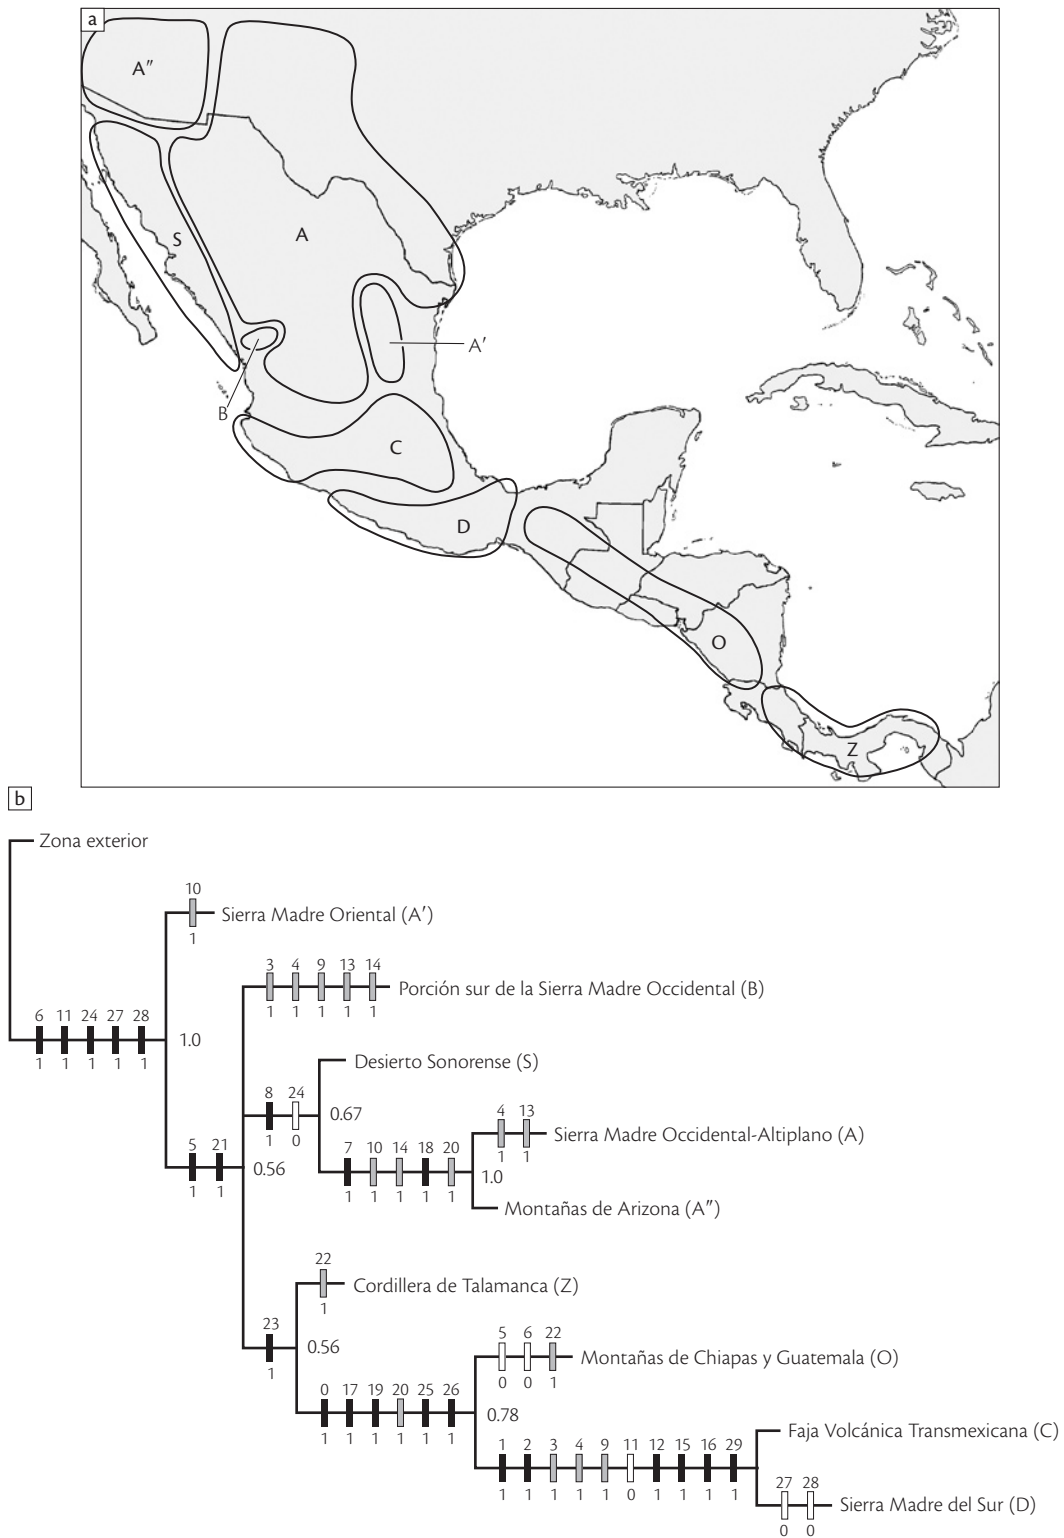 a
A″
S
A
A′
B
C
D
O
Z
b
Zona exterior
10
Sierra Madre Oriental (A′)
1
3 4 9 13 14
Porción sur de la Sierra Madre Occidental (B)
1 1 1 1 1
6 11 24 27 28
1.0
1 1 1 1 1
Desierto Sonorense (S)
8 24
0.67
1 0
4 13
Sierra Madre Occidental-Altiplano (A)
1 1
5 21
0.56
1 1
7 10 14 18 20
1.0
1 1 1 1 1
Montañas de Arizona (A″)
22
Cordillera de Talamanca (Z)
1
23
0.56
1
5 6 22
Montañas de Chiapas y Guatemala (O)
0 0 1
0 17 19 20 25 26
0.78
1 1 1 1 1 1
Faja Volcánica Transmexicana (C)
1 2 3 4 9 11 12 15 16 29
1 1 1 1 1 0 1 1 1 1
27 28
Sierra Madre del Sur (D)
0 0